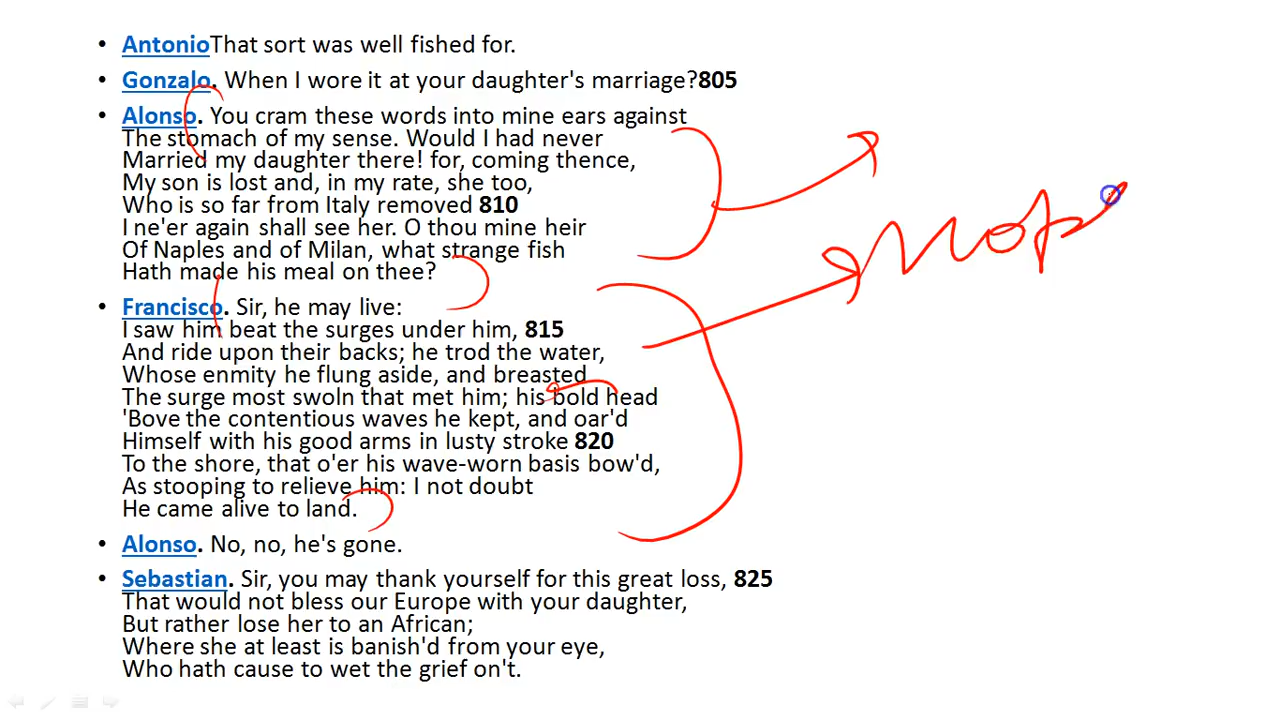 • AntonioThat sort was well fished for.
• Gonzalo. When I wore it at your daughter's marriage?805
• Alonso. You cram these words into mine ears against
The stomach of my sense. Would I had never
Married my daughter there! for, coming thence,
My son is lost and, in my rate, she too,
Who is so far from Italy removed 810
I ne'er again shall see her. O thou mine heir
Of Naples and of Milan, what strange fish
Hath made his meal on thee?
• Francisco. Sir, he may live:
I saw him beat the surges under him, 815
And ride upon their backs; he trod the water,
Whose enmity he flung aside, and breasted
The surge most swoln that met him; his bold head
'Bove the contentious waves he kept, and oar'd
Himself with his good arms in lusty stroke 820
To the shore, that o'er his wave-worn basis bow'd,
As stooping to relieve him: I not doubt
He came alive to land.
• Alonso. No, no, he's gone.
• Sebastian. Sir, you may thank yourself for this great loss, 825
That would not bless our Europe with your daughter,
But rather lose her to an African;
Where she at least is banish'd from your eye,
Who hath cause to wet the grief on't.